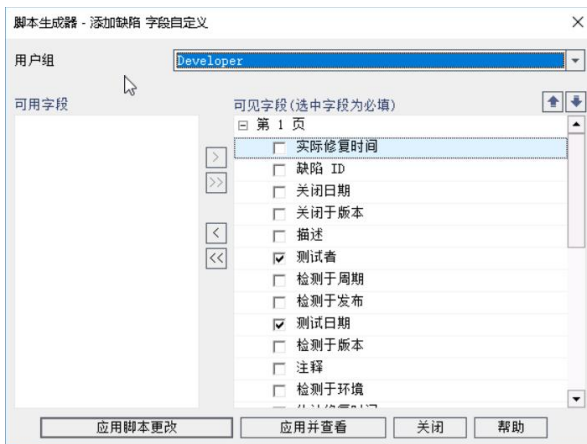 脚本生成器 - 添加缺陷 字段自定义
用户组
Developer
可用字段
可见字段(选中字段为必填)
第 1 页
实际修复时间
缺陷 ID
关闭日期
关闭于版本
描述
测试者
检测于周期
检测于发布
测试日期
检测于版本
注释
检测于环境
应用脚本更改
应用并查看
关闭
帮助